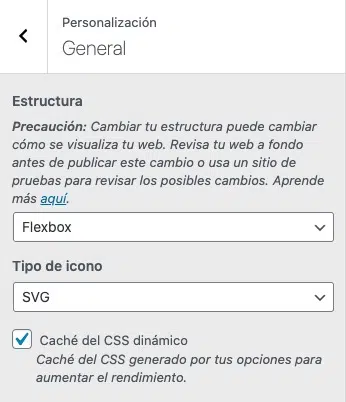 Personalización
General
Estructura
Precaución: Cambiar tu estructura puede cambiar
cómo se visualiza tu web. Revisa tu web a fondo
antes de publicar este cambio o usa un sitio de
pruebas para revisar los posibles cambios. Aprende
más aquí.
Flexbox
Tipo de icono
SVG
Caché del CSS dinámico
Caché del CSS generado por tus opciones para
aumentar el rendimiento.